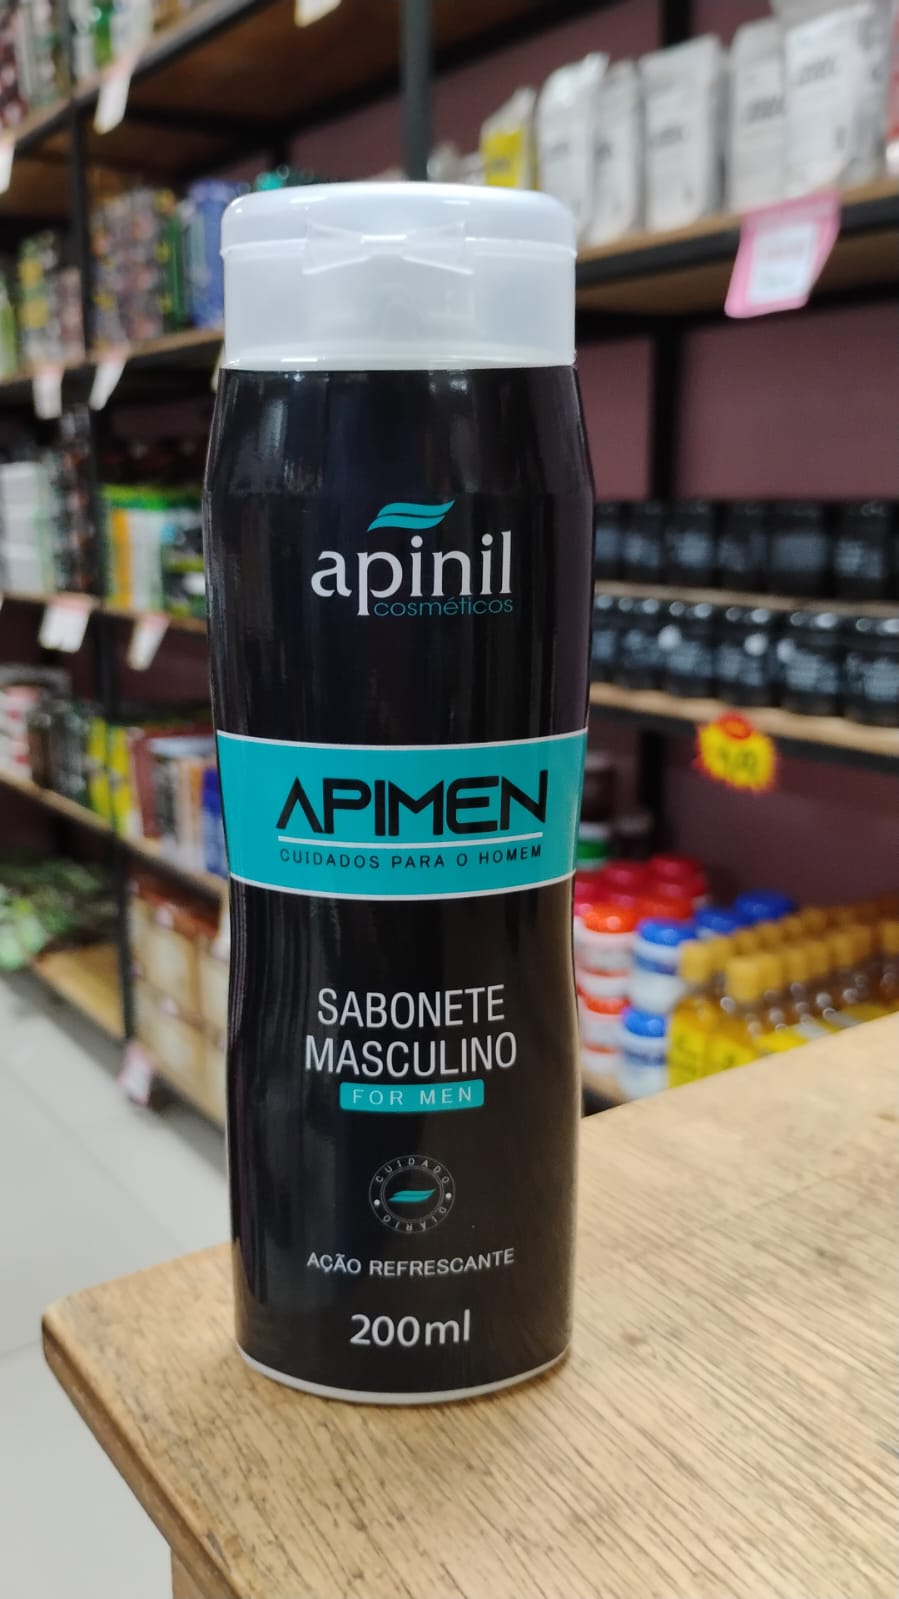 apinil
cosméticos
APIMEN
CUIDADOS PARA O HOMEM
SABONETE
MASCULINO
FOR MEN
CUIDADO
DIÁRIO
AÇÃO REFRESCANTE
200ml